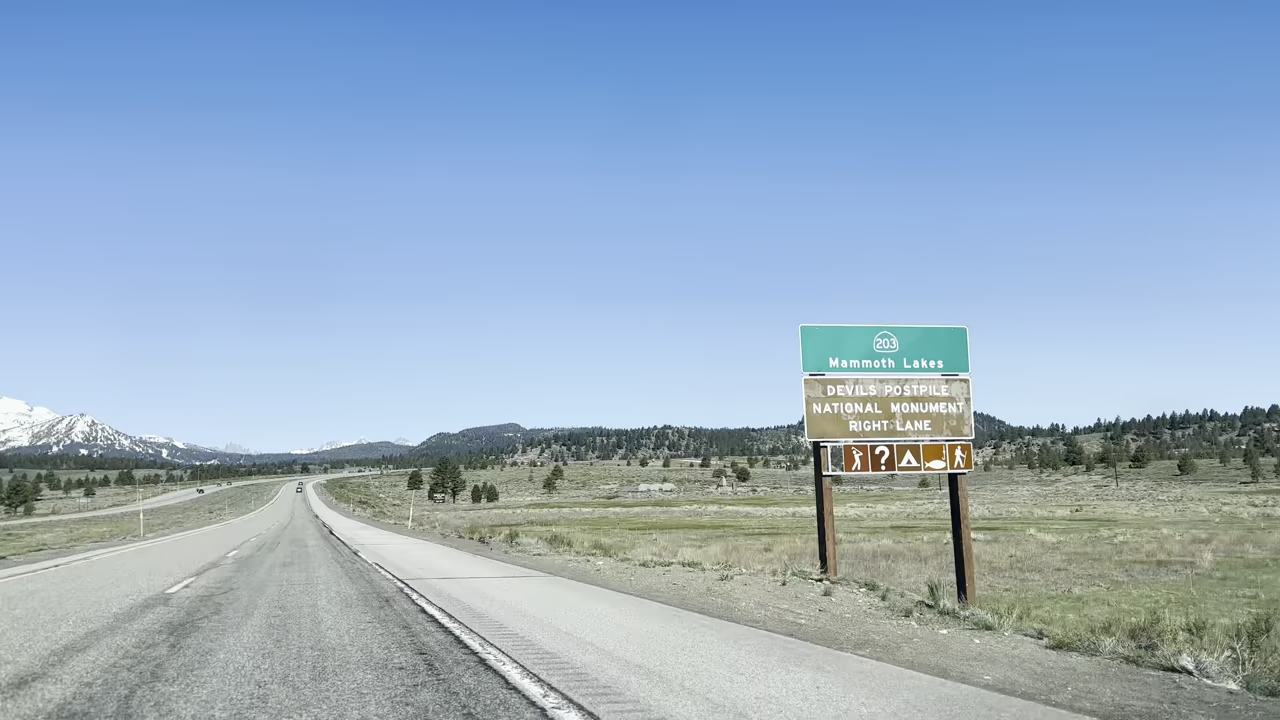 203
Mammoth Lakes
DEVILS POSTPILE
NATIONAL MONUMENT
RIGHT LANE
?